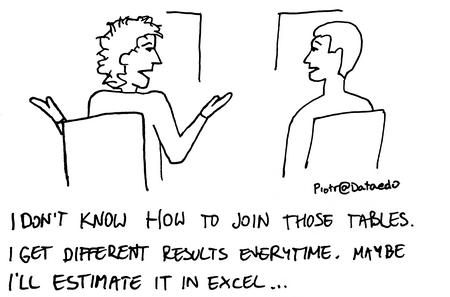 Piotr@Dataedo
I DON'T KNOW HOW TO JOIN THOSE TABLES.
I GET DIFFERENT RESULTS EVERYTIME. MAYBE
I'LL ESTIMATE IT IN EXCEL...